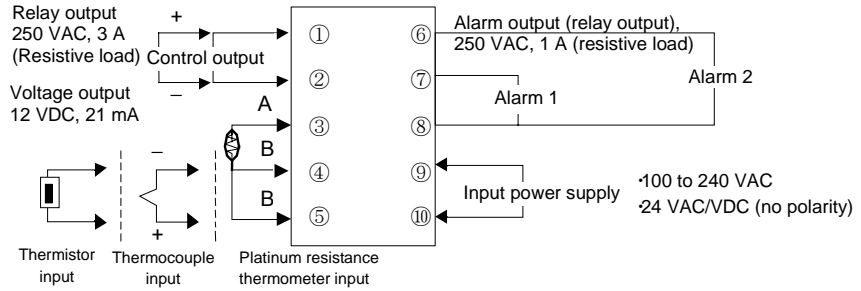 Relay output
250 VAC, 3 A
(Resistive load)
Control output
+
–
Voltage output
12 VDC, 21 mA
A
B
B
①
②
③
④
⑤
⑥
⑦
⑧
⑨
⑩
Alarm output (relay output),
250 VAC, 1 A (resistive load)
Alarm 2
Alarm 1
Input power supply
·100 to 240 VAC
·24 VAC/VDC (no polarity)
–
+
Thermistor
input
Thermocouple
input
Platinum resistance
thermometer input